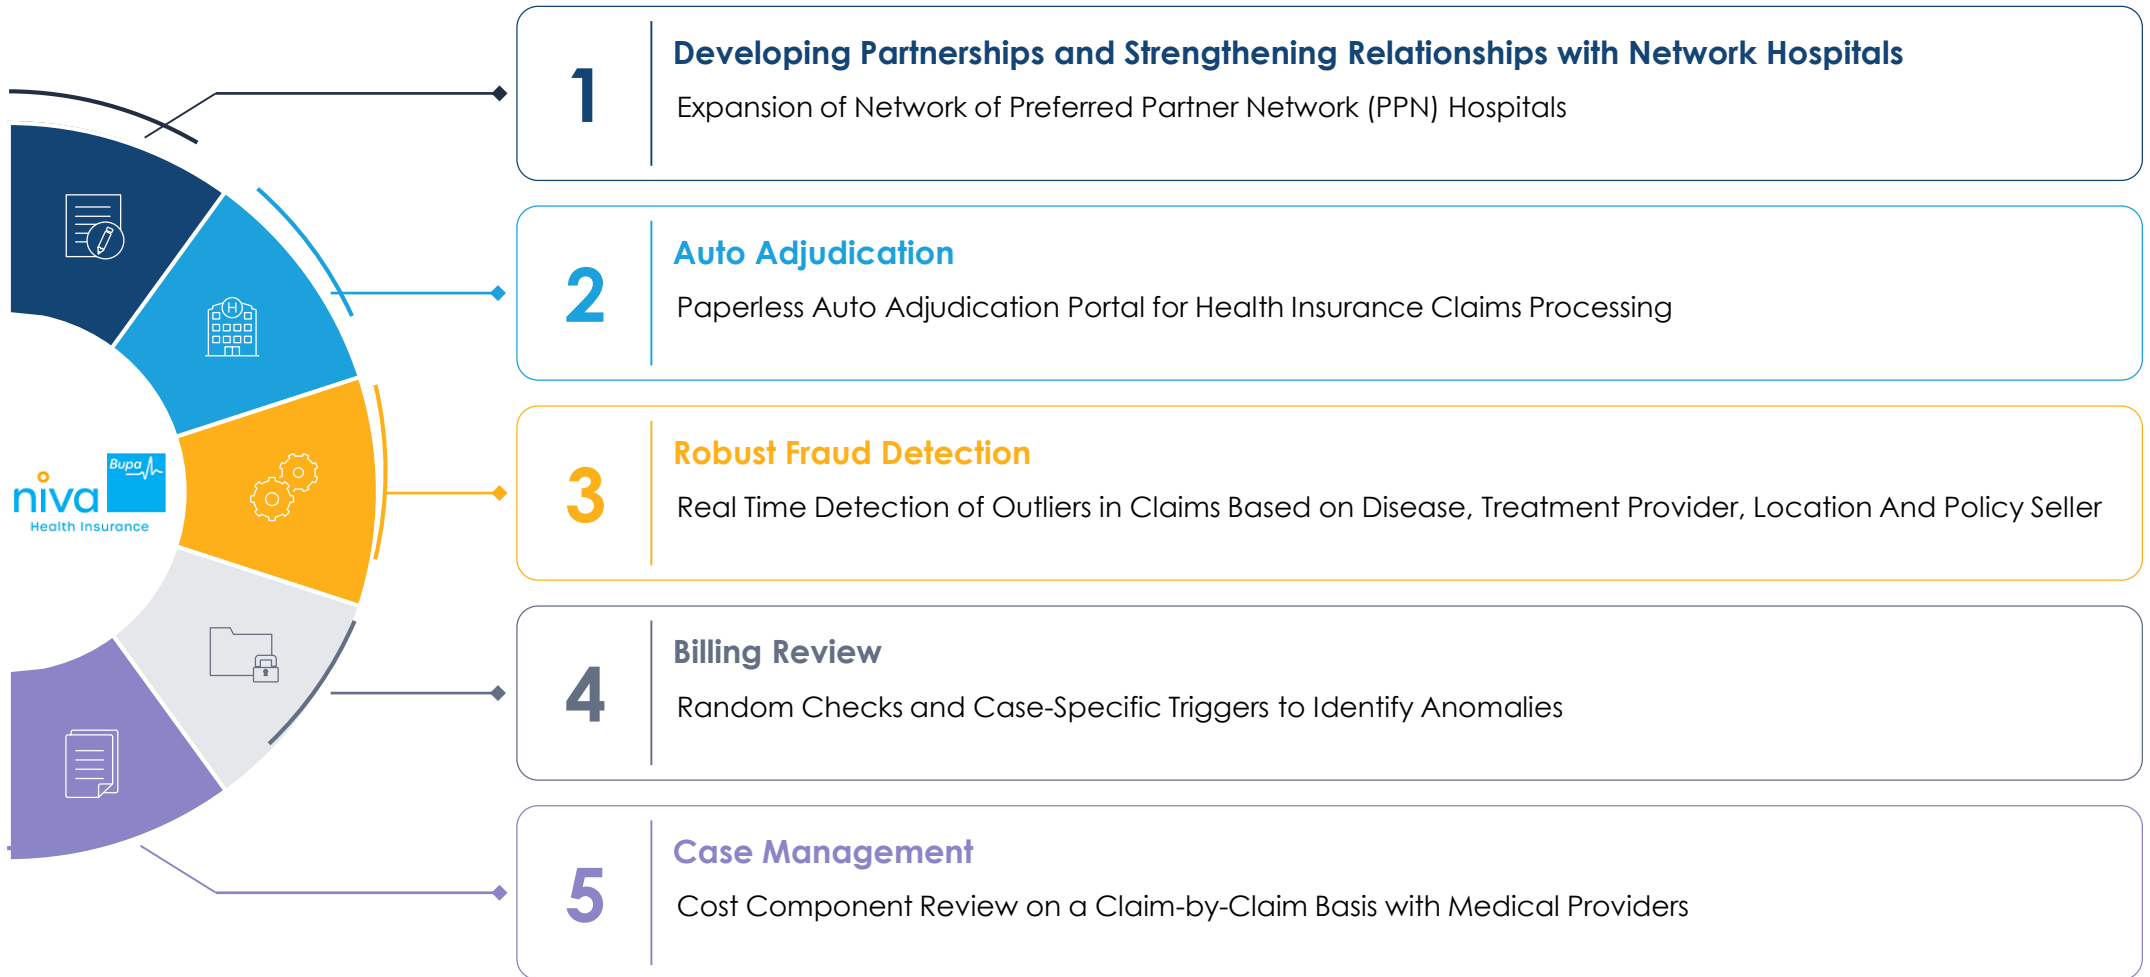 1
Developing Partnerships and Strengthening Relationships with Network Hospitals
Expansion of Network of Preferred Partner Network (PPN) Hospitals
2
Auto Adjudication
Paperless Auto Adjudication Portal for Health Insurance Claims Processing
H
niva
Bupa
Health Insurance
3
Robust Fraud Detection
Real Time Detection of Outliers in Claims Based on Disease, Treatment Provider, Location And Policy Seller
4
Billing Review
Random Checks and Case-Specific Triggers to Identify Anomalies
5
Case Management
Cost Component Review on a Claim-by-Claim Basis with Medical Providers